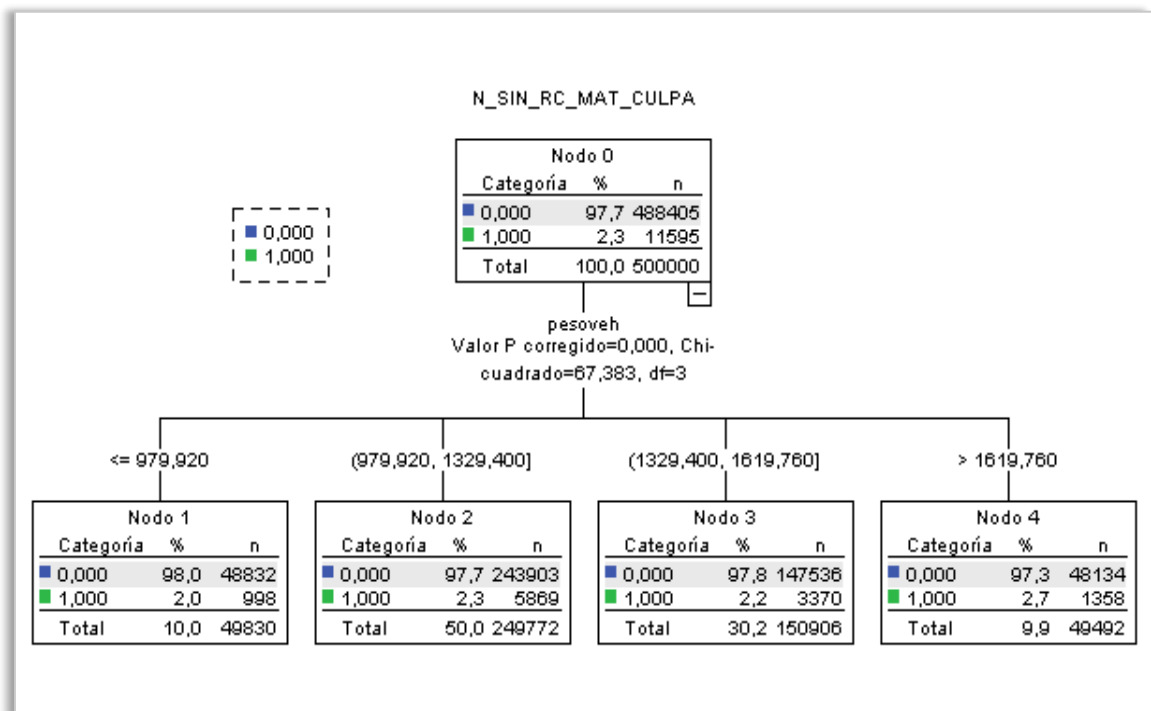 N_SIN_RC_MAT_CULPA
Nodo 0
Categoría % n
0,000 97,7 488405
1,000 2,3 11595
Total 100,0 500000
0,000
1,000
pesoveh
Valor P corregido=0,000, Chi-
cuadrado=67,383, df=3
<= 979,920
(979,920, 1329,400]
(1329,400, 1619,760]
> 1619,760
Nodo 1
Categoría % n
0,000 98,0 48832
1,000 2,0 998
Total 10,0 49830
Nodo 2
Categoría % n
0,000 97,7 243903
1,000 2,3 5869
Total 50,0 249772
Nodo 3
Categoría % n
0,000 97,8 147536
1,000 2,2 3370
Total 30,2 150906
Nodo 4
Categoría % n
0,000 97,3 48134
1,000 2,7 1358
Total 9,9 49492